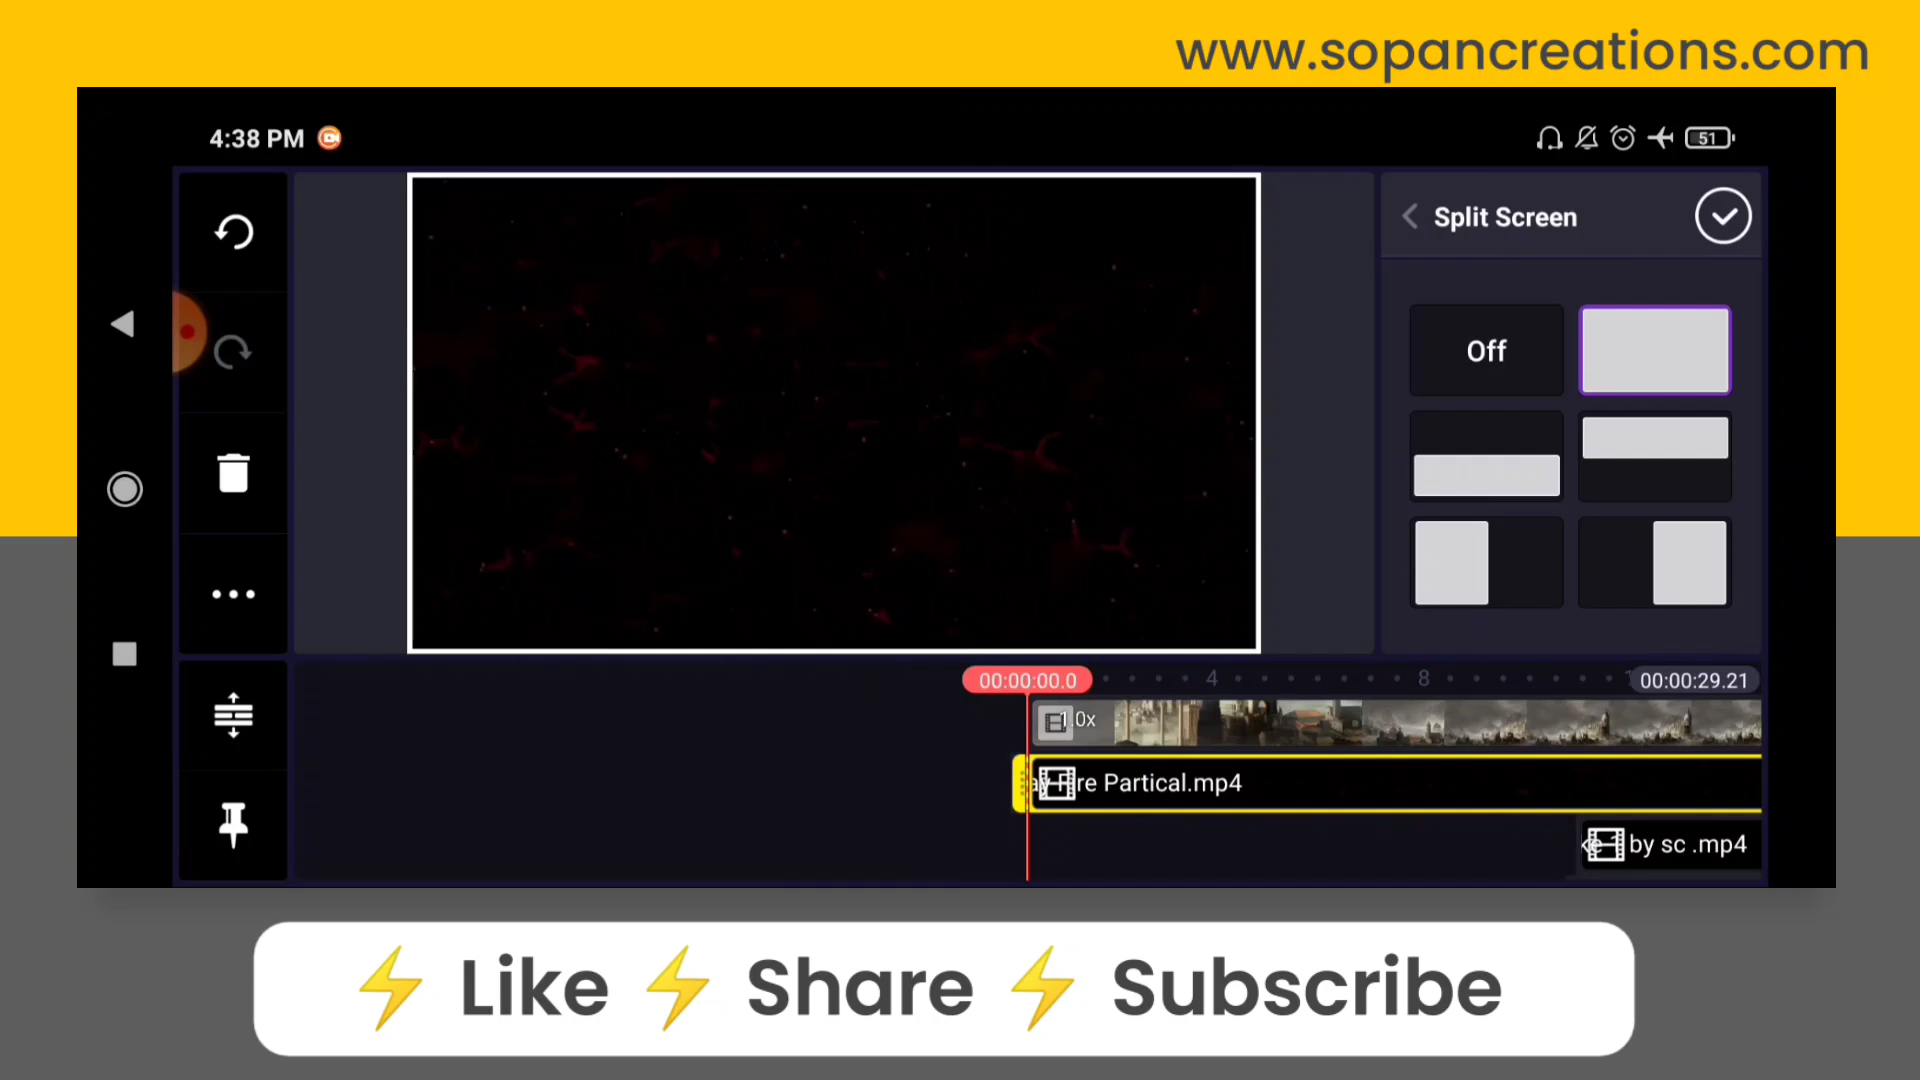 www.sopancreations.com
4:38 PM
51
Split Screen
Off
00:00:00.0
4
8
00:00:29.21
1.0x
re Partical.mp4
by sc .mp4
⚡ Like ⚡ Share ⚡ Subscribe